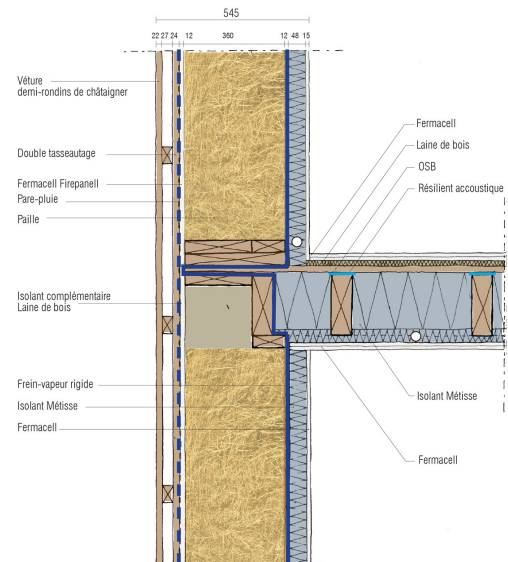 545
22 27 24 12 360 12 48 15
Véture
demi-rondins de châtaigner
Double tasseautage
Fermacell Firepanell
Pare-pluie
Paille
Isolant complémentaire
Laine de bois
Frein-vapeur rigide
Isolant Métisse
Fermacell
Fermacell
Laine de bois
OSB
Résilient accoustique
Isolant Métisse
Fermacell